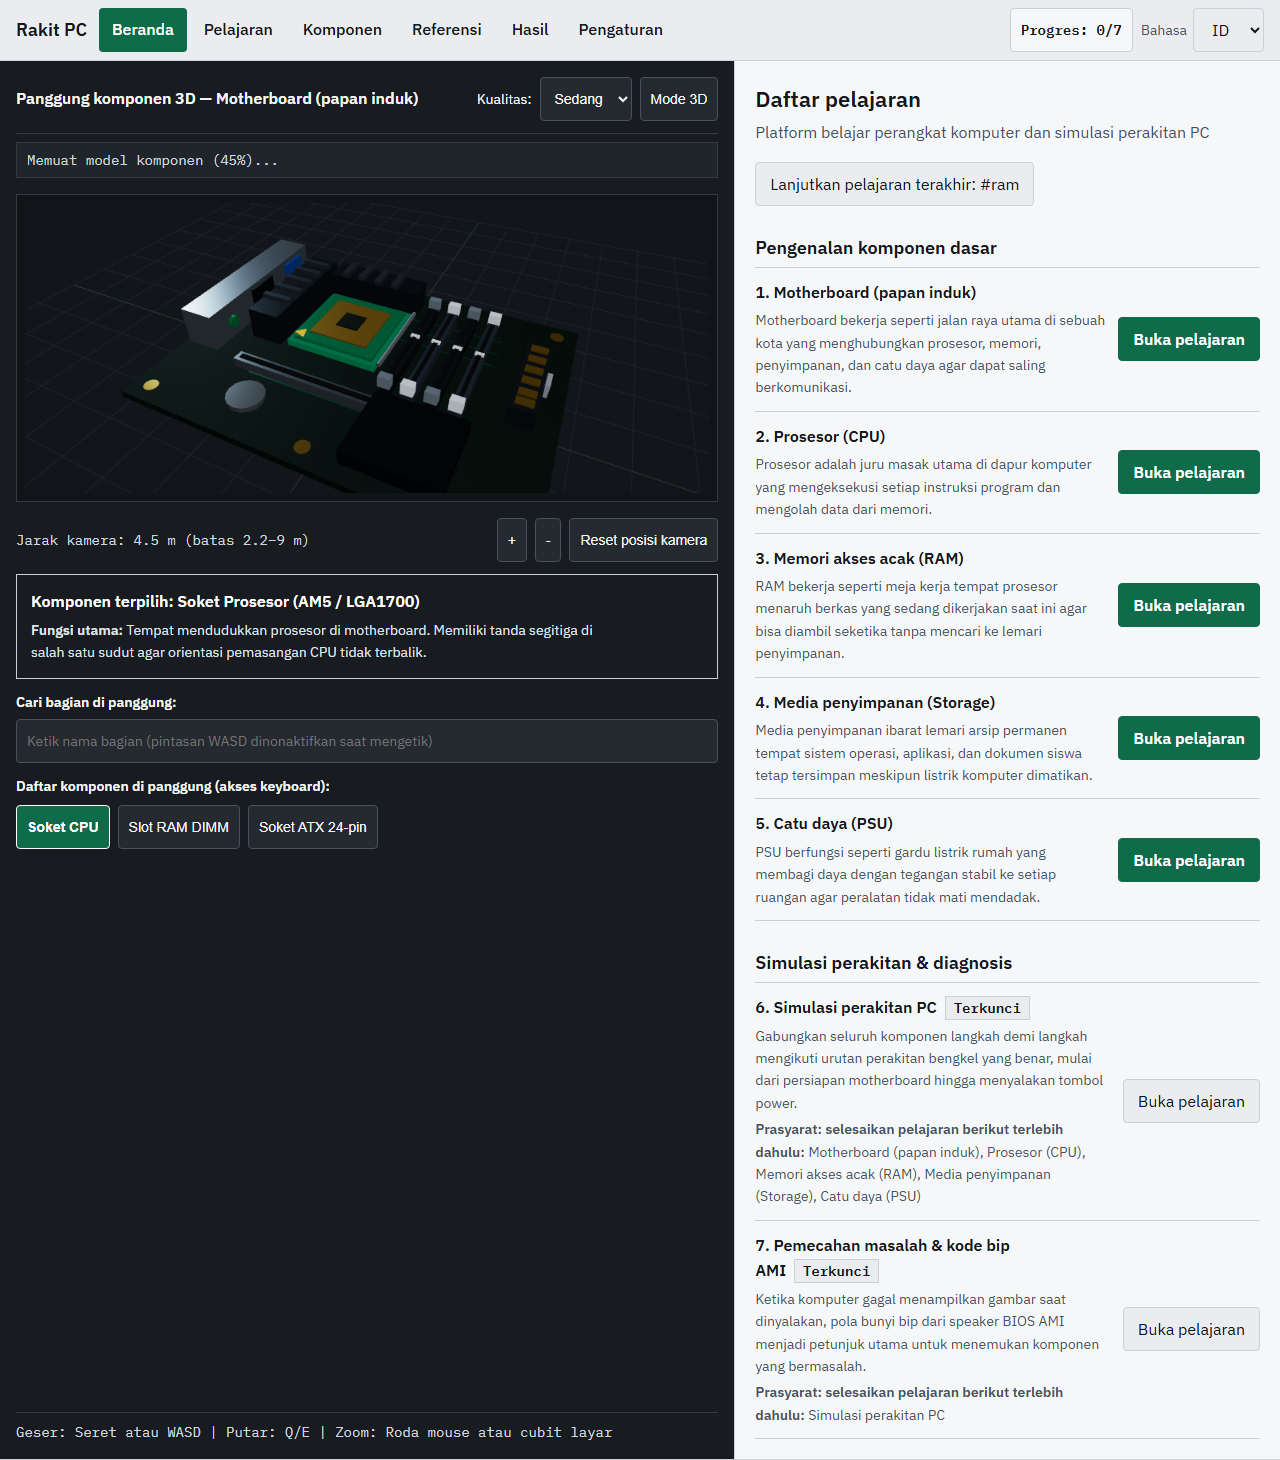 Rakit PC
Beranda
Pelajaran
Komponen
Referensi
Hasil
Pengaturan
Progres: 0/7
Bahasa
ID
Panggung komponen 3D — Motherboard (papan induk)
Kualitas:
Sedang
Mode 3D
Memuat model komponen (45%)...
Jarak kamera: 4.5 m (batas 2.2–9 m)
+
-
Reset posisi kamera
Komponen terpilih: Soket Prosesor (AM5 / LGA1700)
Fungsi utama: Tempat mendudukkan prosesor di motherboard. Memiliki tanda segitiga di
salah satu sudut agar orientasi pemasangan CPU tidak terbalik.
Cari bagian di panggung:
Ketik nama bagian (pintasan WASD dinonaktifkan saat mengetik)
Daftar komponen di panggung (akses keyboard):
Soket CPU
Slot RAM DIMM
Soket ATX 24-pin
Geser: Seret atau WASD | Putar: Q/E | Zoom: Roda mouse atau cubit layar
Daftar pelajaran
Platform belajar perangkat komputer dan simulasi perakitan PC
Lanjutkan pelajaran terakhir: #ram
Pengenalan komponen dasar
1. Motherboard (papan induk)
Motherboard bekerja seperti jalan raya utama di sebuah
kota yang menghubungkan prosesor, memori,
penyimpanan, dan catu daya agar dapat saling
berkomunikasi.
Buka pelajaran
2. Prosesor (CPU)
Prosesor adalah juru masak utama di dapur komputer
yang mengeksekusi setiap instruksi program dan
mengolah data dari memori.
Buka pelajaran
3. Memori akses acak (RAM)
RAM bekerja seperti meja kerja tempat prosesor
menaruh berkas yang sedang dikerjakan saat ini agar
bisa diambil seketika tanpa mencari ke lemari
penyimpanan.
Buka pelajaran
4. Media penyimpanan (Storage)
Media penyimpanan ibarat lemari arsip permanen
tempat sistem operasi, aplikasi, dan dokumen siswa
tetap tersimpan meskipun listrik komputer dimatikan.
Buka pelajaran
5. Catu daya (PSU)
PSU berfungsi seperti gardu listrik rumah yang
membagi daya dengan tegangan stabil ke setiap
ruangan agar peralatan tidak mati mendadak.
Buka pelajaran
Simulasi perakitan & diagnosis
6. Simulasi perakitan PC
Terkunci
Gabungkan seluruh komponen langkah demi langkah
mengikuti urutan perakitan bengkel yang benar, mulai
dari persiapan motherboard hingga menyalakan tombol
power.
Prasyarat: selesaikan pelajaran berikut terlebih
dahulu: Motherboard (papan induk), Prosesor (CPU),
Memori akses acak (RAM), Media penyimpanan
(Storage), Catu daya (PSU)
Buka pelajaran
7. Pemecahan masalah & kode bip
AMI
Terkunci
Ketika komputer gagal menampilkan gambar saat
dinyalakan, pola bunyi bip dari speaker BIOS AMI
menjadi petunjuk utama untuk menemukan komponen
yang bermasalah.
Prasyarat: selesaikan pelajaran berikut terlebih
dahulu: Simulasi perakitan PC
Buka pelajaran